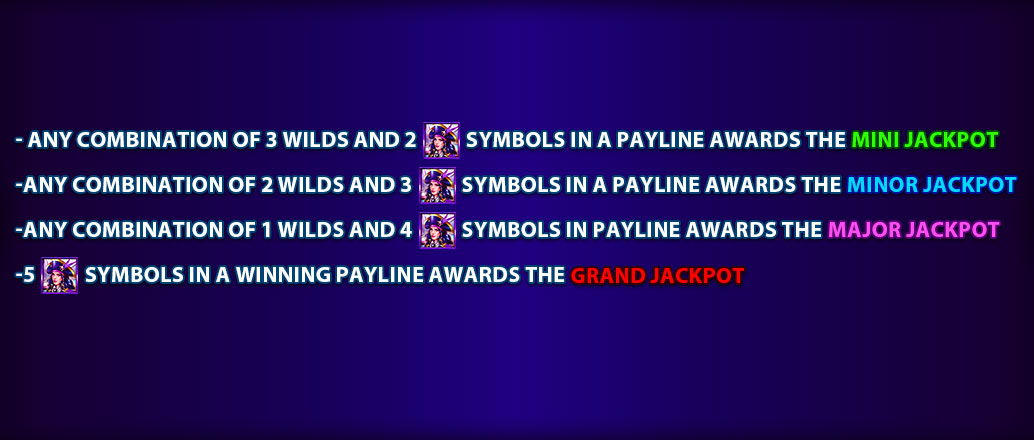 - ANY COMBINATION OF 3 WILDS AND 2 SYMBOLS IN A PAYLINE AWARDS THE MINI JACKPOT
-ANY COMBINATION OF 2 WILDS AND 3 SYMBOLS IN A PAYLINE AWARDS THE MINOR JACKPOT
-ANY COMBINATION OF 1 WILDS AND 4 SYMBOLS IN PAYLINE AWARDS THE MAJOR JACKPOT
-5 SYMBOLS IN A WINNING PAYLINE AWARDS THE GRAND JACKPOT